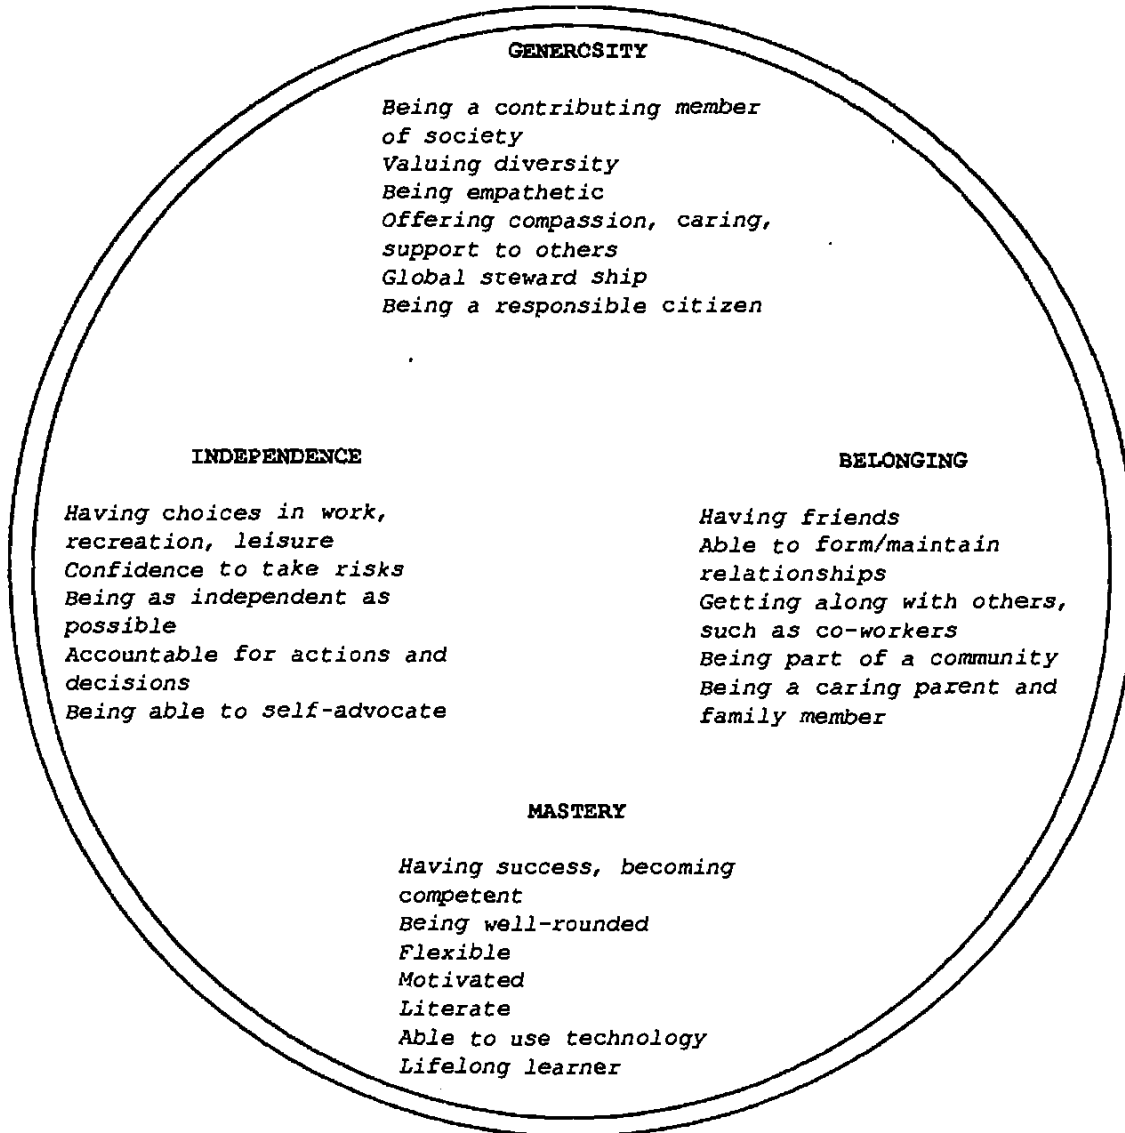 GENEROSITY
Being a contributing member
of society
Valuing diversity
Being empathetic
Offering compassion, caring,
support to others
Global steward ship
Being a responsible citizen
INDEPENDENCE
Having choices in work,
recreation, leisure
Confidence to take risks
Being as independent as
possible
Accountable for actions and
decisions
Being able to self-advocate
BELONGING
Having friends
Able to form/maintain
relationships
Getting along with others,
such as co-workers
Being part of a community
Being a caring parent and
family member
MASTERY
Having success, becoming
competent
Being well-rounded
Flexible
Motivated
Literate
Able to use technology
Lifelong learner